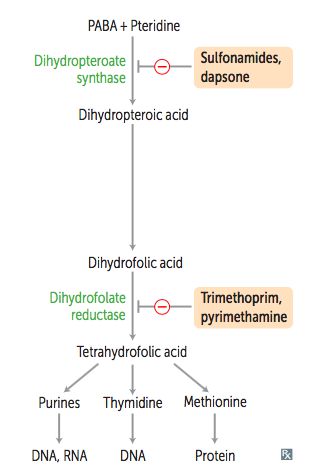 PABA + Pteridine
Dihydropteroate
synthase
Sulfonamides,
dapsone
Dihydropteroic acid
Dihydrofolic acid
Dihydrofolate
reductase
Trimethoprim,
pyrimethamine
Tetrahydrofolic acid
Purines Thymidine Methionine
DNA, RNA DNA Protein
Rx